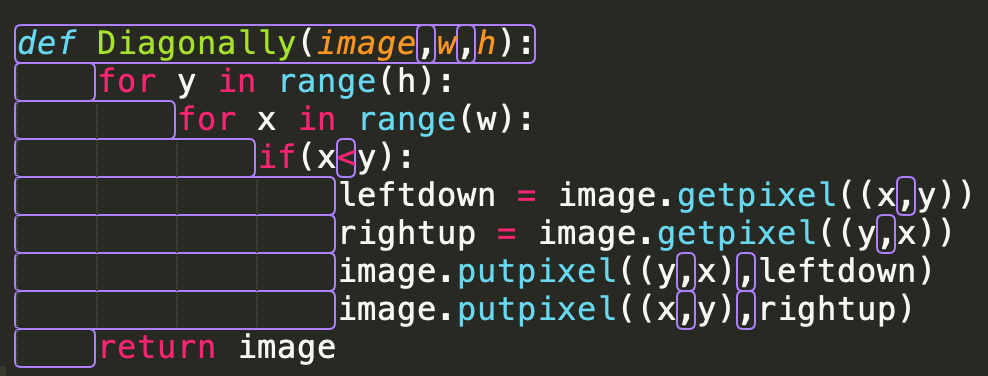 def Diagonally(image,w,h):
    for y in range(h):
        for x in range(w):
            if(x<y):
                leftdown = image.getpixel((x,y))
                rightup = image.getpixel((y,x))
                image.putpixel((y,x),leftdown)
                image.putpixel((x,y),rightup)
    return image